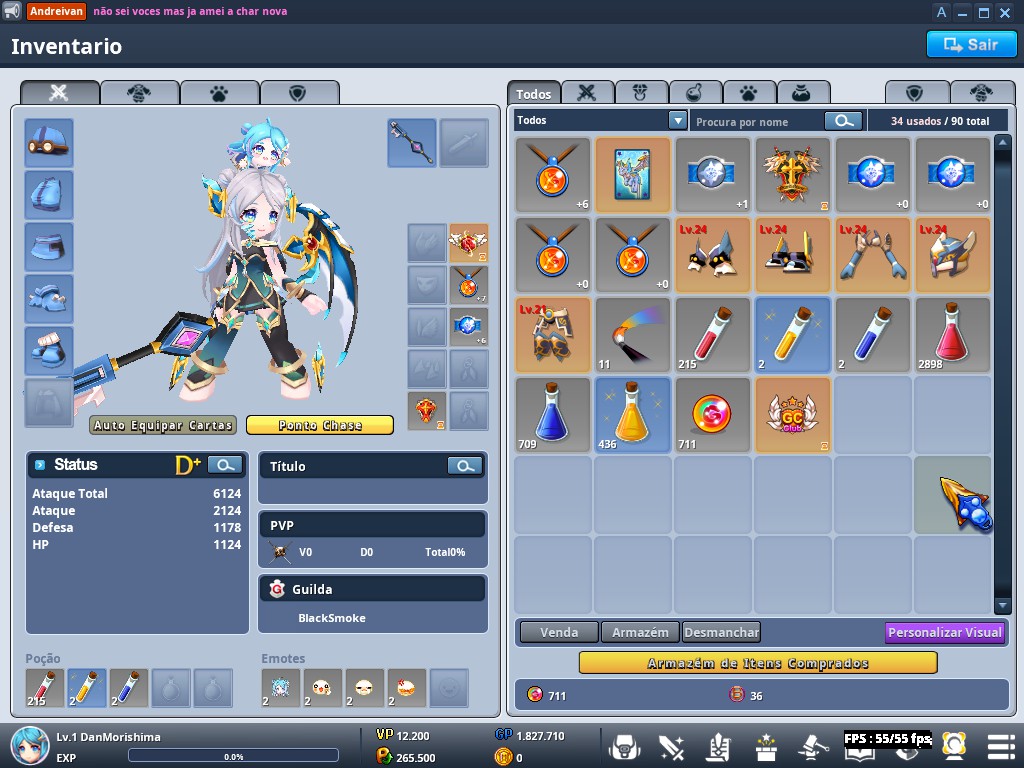 Andreivan não sei voces mas ja amei a char nova
A
Inventario
Sair
Todos
Todos
Procura por nome
34 usados / 90 total
+6
+1
+0
+0
+0
+0
Lv.24
Lv.24
Lv.24
Lv.24
+7
+6
Lv.21
11
215
2
2
2898
709
436
711
GC
Club
Auto Equipar Cartas
Ponto Chase
Status D+
Ataque Total 6124
Ataque 2124
Defesa 1178
HP 1124
Título
PVP
V0 D0 Total0%
G Guilda
BlackSmoke
Venda Armazém Desmanchar Personalizar Visual
Armazém de Itens Comprados
711 36
Poção
215 2 2
Emotes
2 2 2 2
Lv.1 DanMorishima
EXP 0.0%
VP 12.200
265.500
GP 1.827.710
0
FPS : 55/55 fps